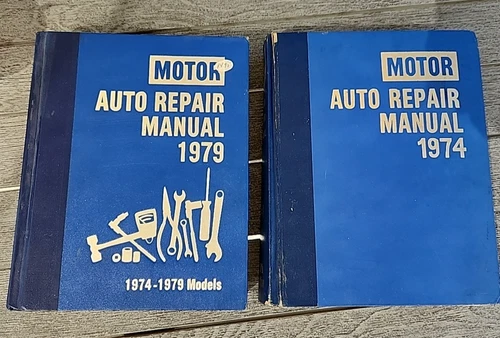 MOTOR
AUTO REPAIR
MANUAL
1979
1974-1979 Models
MOTOR
AUTO REPAIR
MANUAL
1974